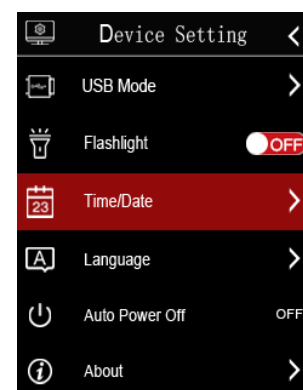 Device Setting
USB Mode
Flashlight OFF
23 Time/Date
A Language
Auto Power Off OFF
i About